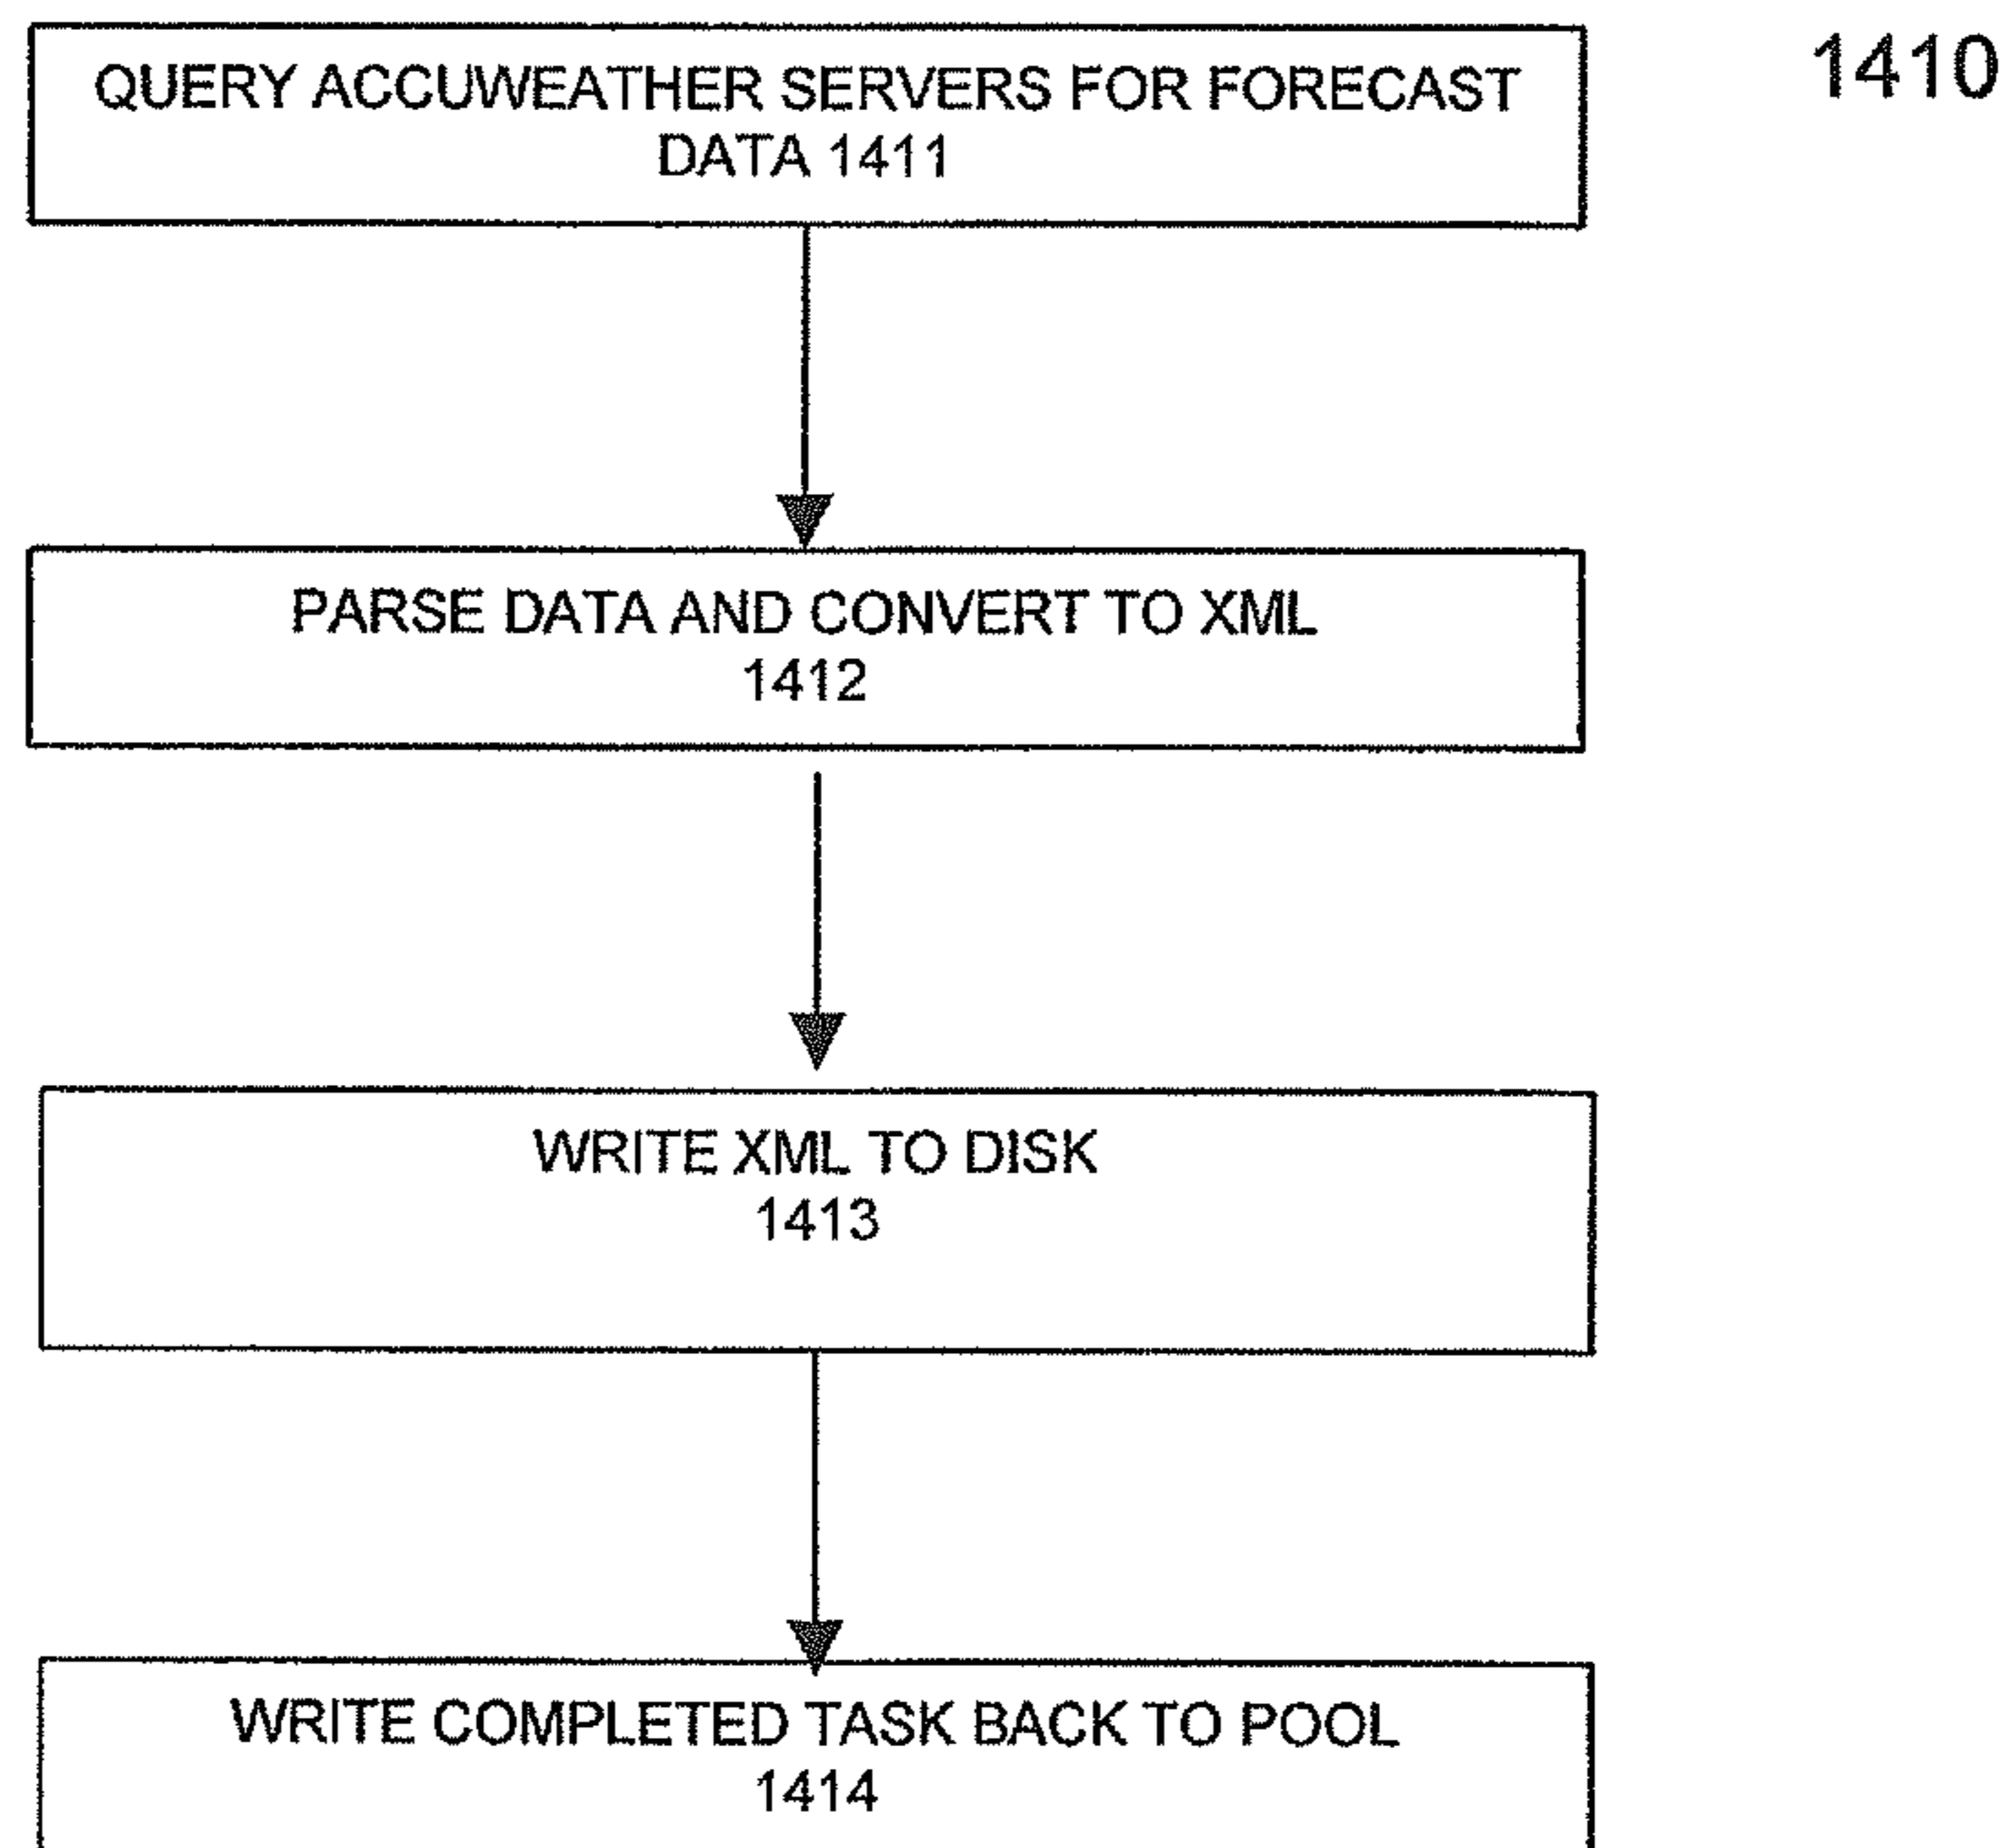 QUERY ACCUWEATHER SERVERS FOR FORECAST
DATA 1411
1410
PARSE DATA AND CONVERT TO XML
1412
WRITE XML TO DISK
1413
WRITE COMPLETED TASK BACK TO POOL
1414